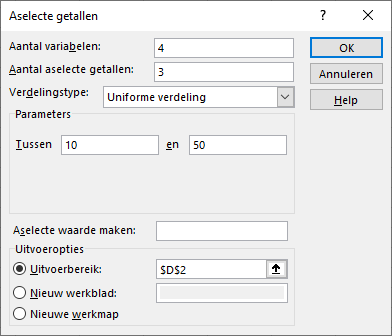 Aselecte getallen ? ×
Aantal variabelen: 4 OK
Aantal aselecte getallen: 3 Annuleren
Verdelingstype: Uniforme verdeling Help
Parameters
Tussen 10 en 50
Aselecte waarde maken:
Uitvoeropties
Uitvoerbereik: $D$2
Nieuw werkblad:
Nieuwe werkmap